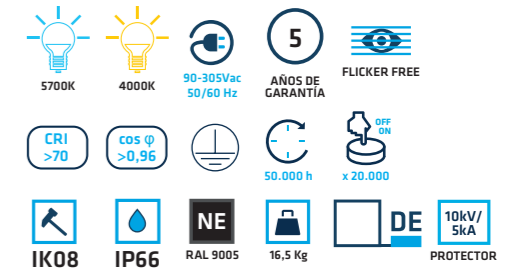 5700K
4000K
90-305Vac
50/60 Hz
5
AÑOS DE
GARANTÍA
FLICKER FREE
CRI
>70
cos φ
>0,96
50.000 h
OFF
ON
x 20.000
IK08
IP66
NE
RAL 9005
16,5 Kg
DE
10kV/
5kA
PROTECTOR